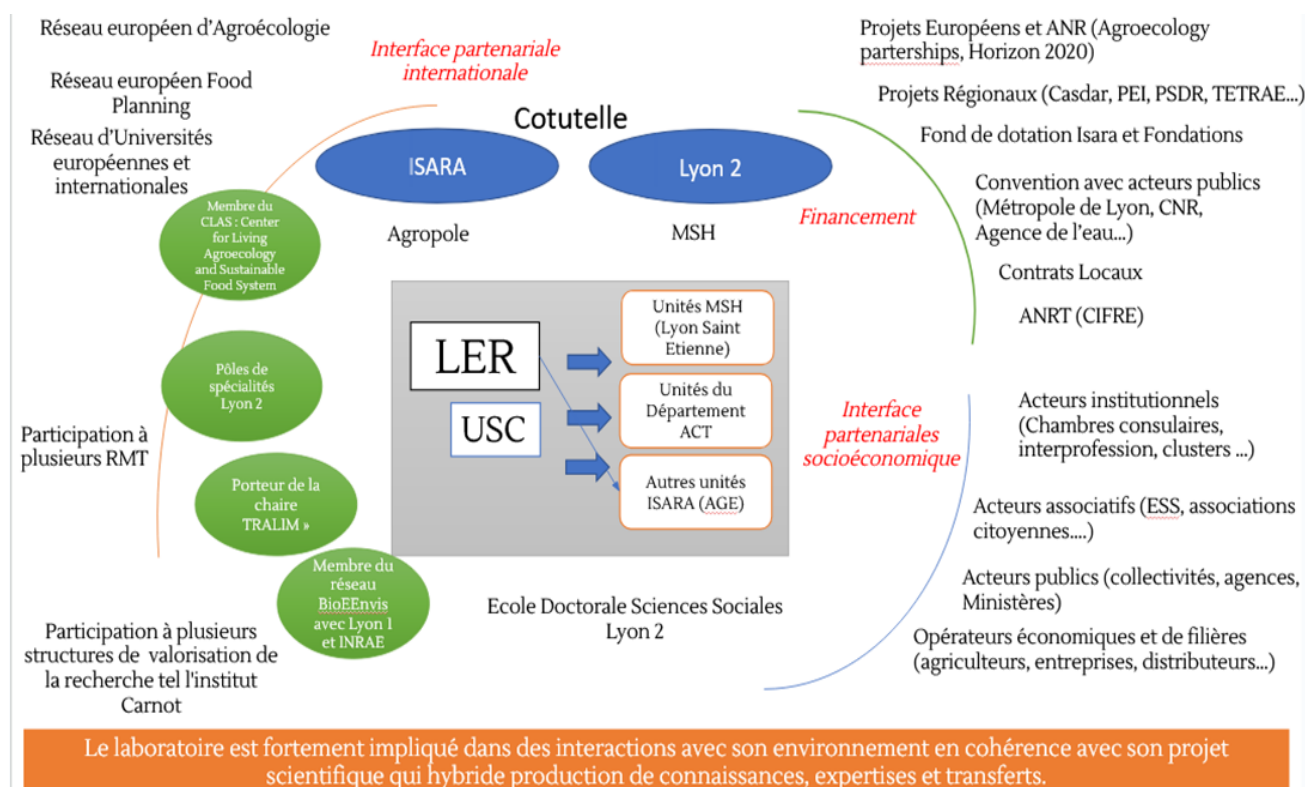 Réseau européen d'Agroécologie
Réseau européen Food
Planning
Réseau d'Universités
européennes et
internationales
Interface partenariale
internationale
Cotutelle
ISARA
Lyon 2
Agropole
MSH
Membre du
CLAS : Center
for Living
Agroecology
and Sustainable
Food System
Pôles de
spécialités
Lyon 2
Participation à
plusieurs RMT
Porteur de la
chaire
TRALIM »
Membre du
réseau
BioEEnvis
avec Lyon 1
et INRAE
Participation à plusieurs
structures de valorisation de
la recherche tel l'institut
Carnot
LER
USC
Unités MSH
(Lyon Saint
Etienne)
Unités du
Département
ACT
Autres unités
ISARA (AGE)
Ecole Doctorale Sciences Sociales
Lyon 2
Financement
Projets Européens et ANR (Agroecology
parterships, Horizon 2020)
Projets Régionaux (Casdar, PEI, PSDR, TETRAE...)
Fond de dotation Isara et Fondations
Convention avec acteurs publics
(Métropole de Lyon, CNR,
Agence de l'eau...)
Contrats Locaux
ANRT (CIFRE)
Interface
partenariales
socioéconomique
Acteurs institutionnels
(Chambres consulaires,
interprofession, clusters ...)
Acteurs associatifs (ESS, associations
citoyennes....)
Acteurs publics (collectivités, agences,
Ministères)
Opérateurs économiques et de filières
(agriculteurs, entreprises, distributeurs...)
Le laboratoire est fortement impliqué dans des interactions avec son environnement en cohérence avec son projet
scientifique qui hybride production de connaissances, expertises et transferts.